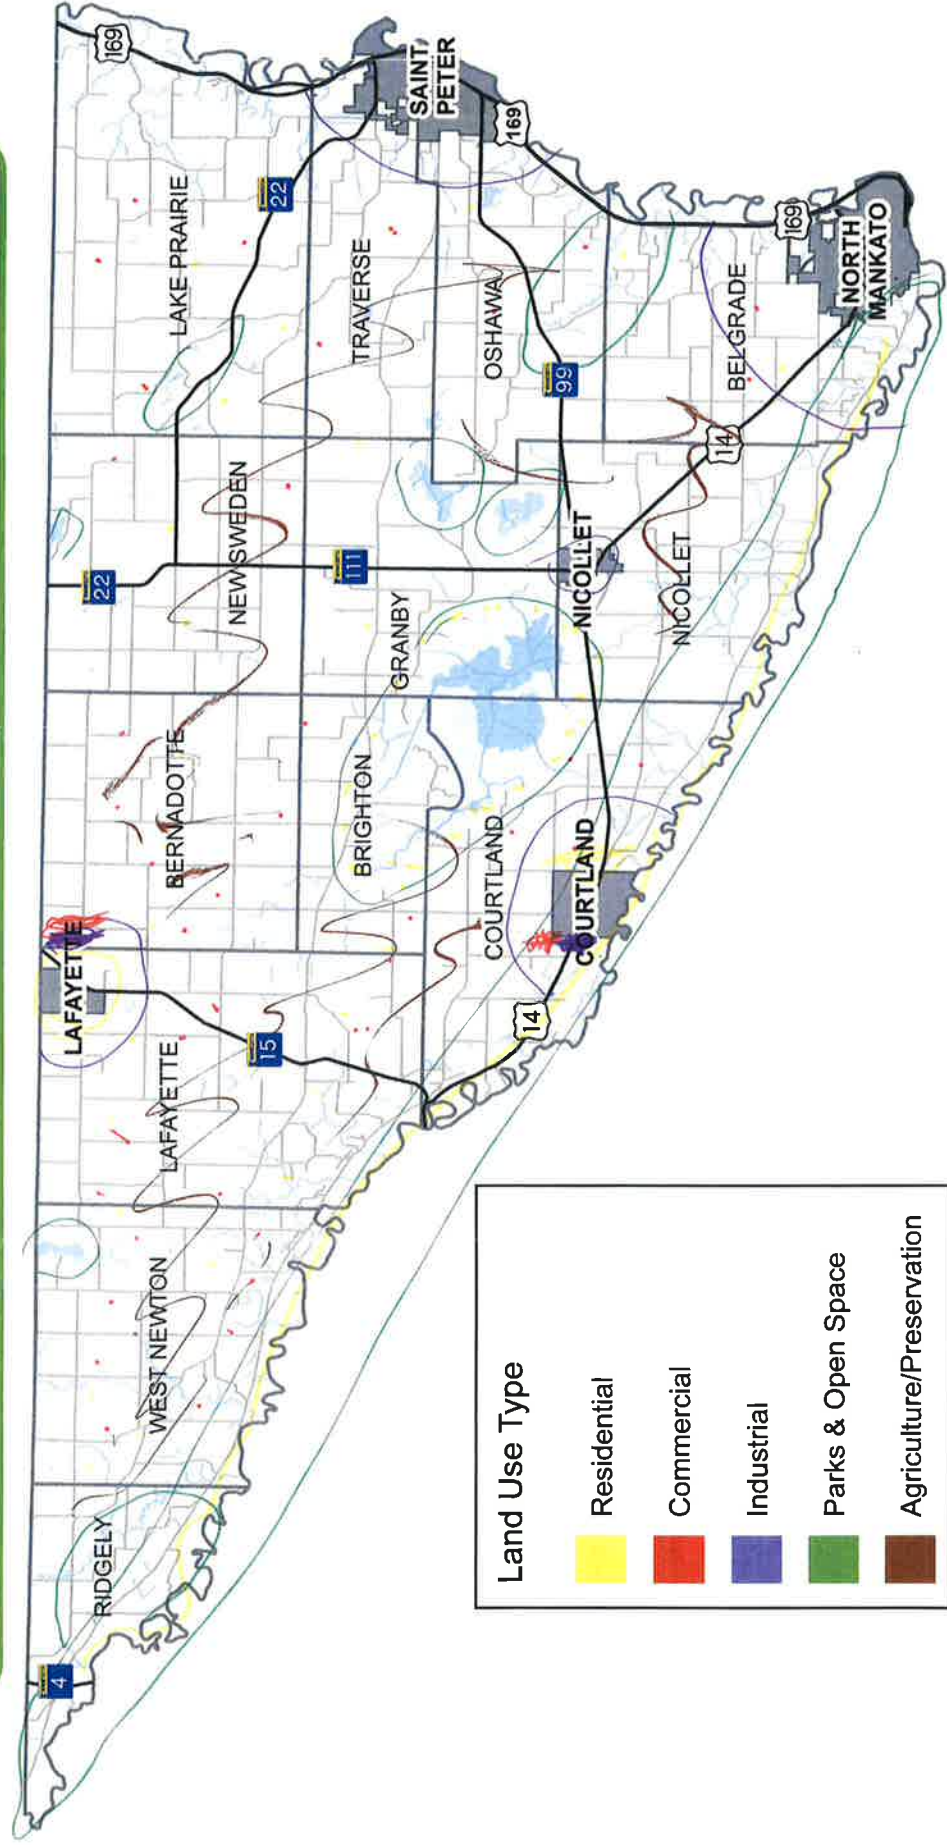 169
SAINT
PETER
LAKE PRAIRIE
22
TRAVERSE
OSHAWA
169
99
169
NORTH
MANKATO
BELGRADE
14
22
NEW SWEDEN
111
GRANBY
NICOLLET
NICOLLET
BERNADOTTE
BRIGHTON
COURTLAND
COURTLAND
LAFAYETTE
LAFAYETTE
15
14
WEST NEWTON
RIDGELY
4
Land Use Type
Residential
Commercial
Industrial
Parks & Open Space
Agriculture/Preservation